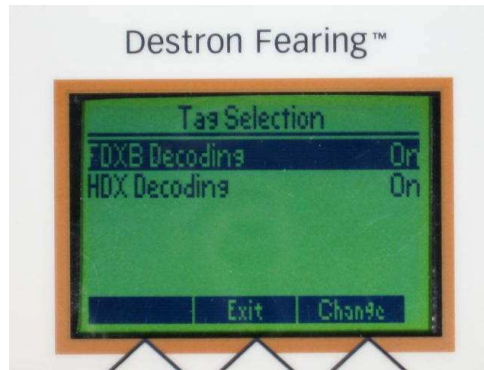 Destron Fearing™
Tag Selection
FDXB Decoding On
HDX Decoding On
Exit Change